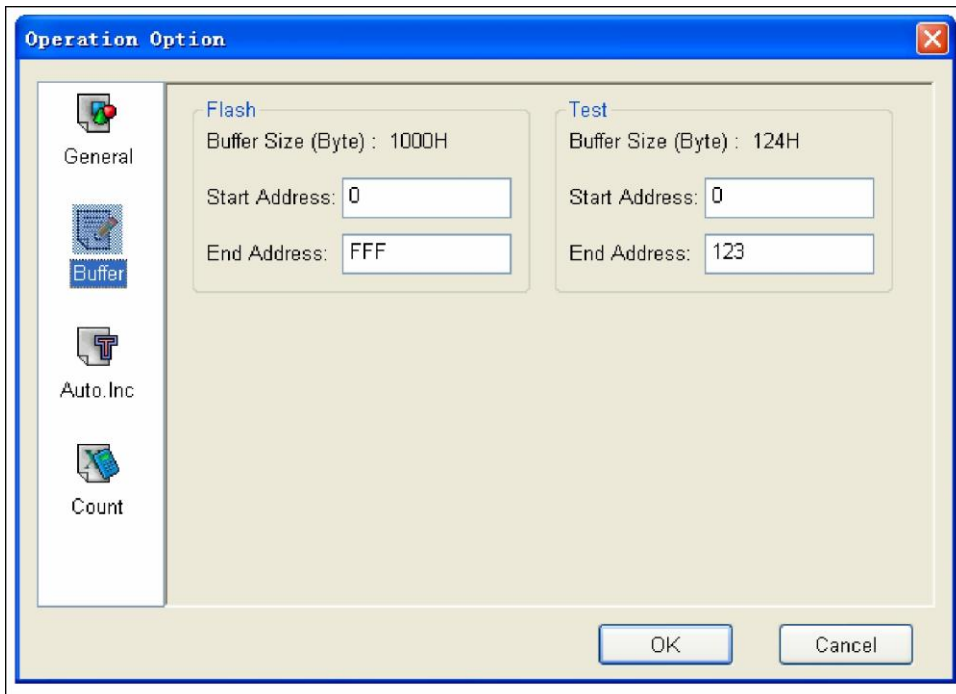 Operation Option
General
Buffer
Auto.Inc
Count
Flash
Buffer Size (Byte) : 1000H
Start Address: 0
End Address: FFF
Test
Buffer Size (Byte) : 124H
Start Address: 0
End Address: 123
OK
Cancel